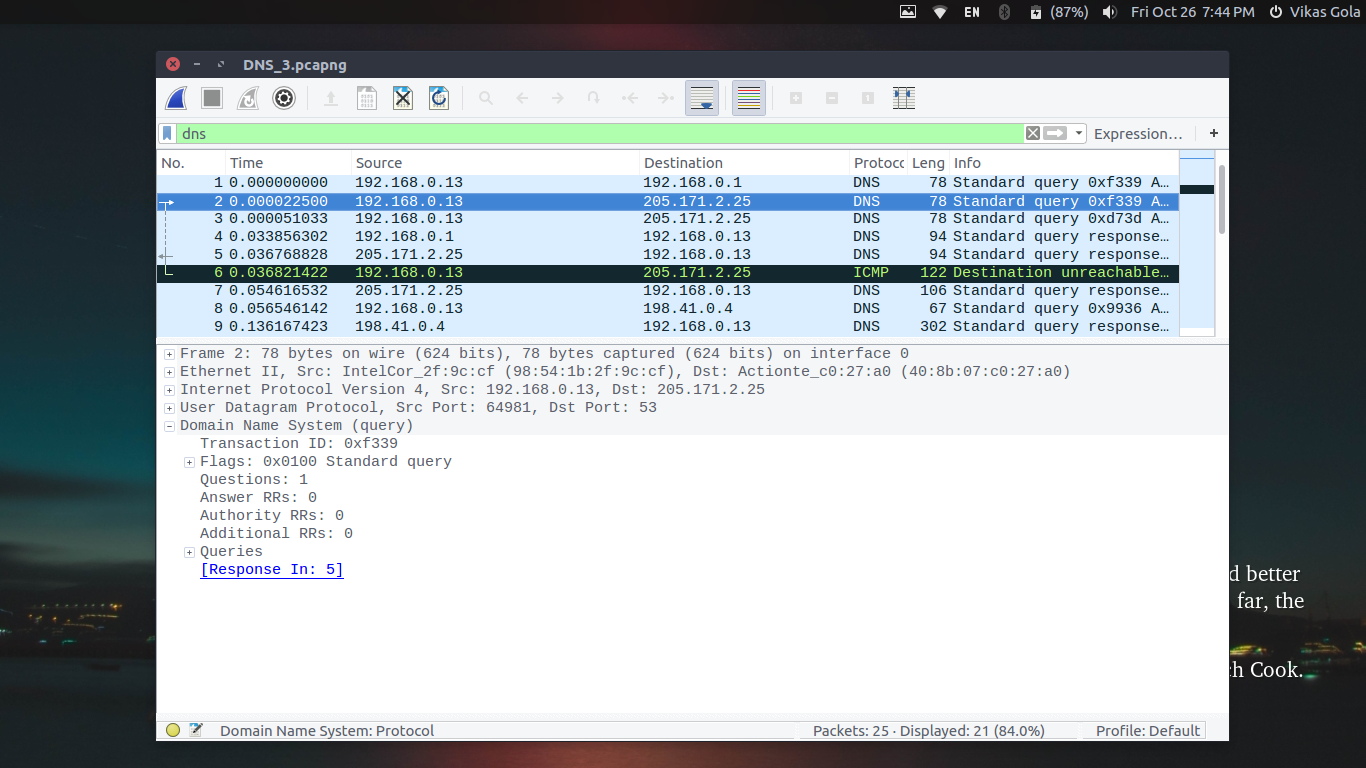 EN (87%) Fri Oct 26 7:44 PM Vikas Gola
DNS_3.pcapng
dns Expression… +
No. Time Source Destination Protocc Leng Info
1 0.000000000 192.168.0.13 192.168.0.1 DNS 78 Standard query 0xf339 A…
2 0.000022500 192.168.0.13 205.171.2.25 DNS 78 Standard query 0xf339 A…
3 0.000051033 192.168.0.13 205.171.2.25 DNS 78 Standard query 0xd73d A…
4 0.033856302 192.168.0.1 192.168.0.13 DNS 94 Standard query response…
5 0.036768828 205.171.2.25 192.168.0.13 DNS 94 Standard query response…
6 0.036821422 192.168.0.13 205.171.2.25 ICMP 122 Destination unreachable…
7 0.054616532 205.171.2.25 192.168.0.13 DNS 106 Standard query response…
8 0.056546142 192.168.0.13 198.41.0.4 DNS 67 Standard query 0x9936 A…
9 0.136167423 198.41.0.4 192.168.0.13 DNS 302 Standard query response…
Frame 2: 78 bytes on wire (624 bits), 78 bytes captured (624 bits) on interface 0
Ethernet II, Src: IntelCor_2f:9c:cf (98:54:1b:2f:9c:cf), Dst: Actionte_c0:27:a0 (40:8b:07:c0:27:a0)
Internet Protocol Version 4, Src: 192.168.0.13, Dst: 205.171.2.25
User Datagram Protocol, Src Port: 64981, Dst Port: 53
Domain Name System (query)
Transaction ID: 0xf339
Flags: 0x0100 Standard query
Questions: 1
Answer RRs: 0
Authority RRs: 0
Additional RRs: 0
Queries
[Response In: 5]
d better
far, the
ch Cook.
Domain Name System: Protocol Packets: 25 · Displayed: 21 (84.0%) Profile: Default